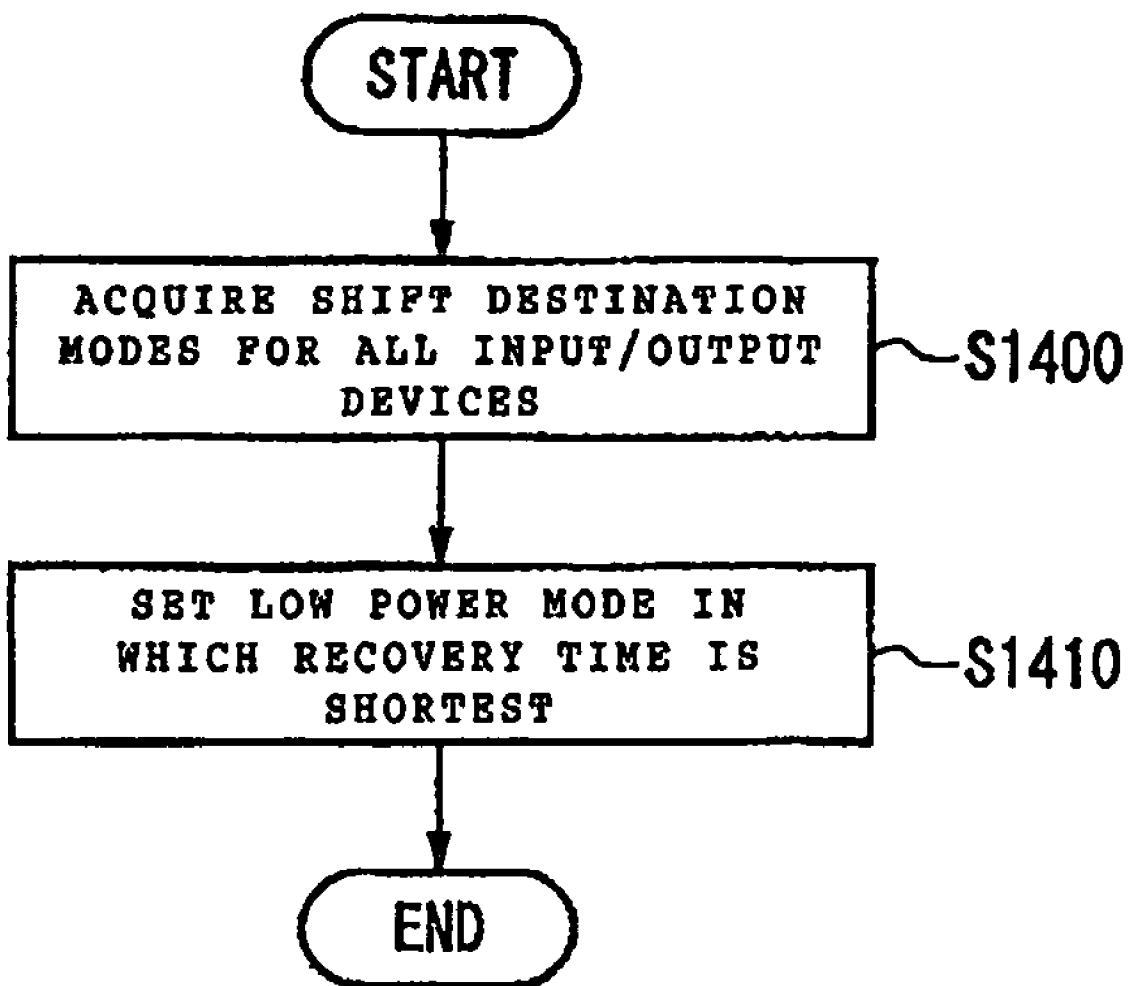 START
ACQUIRE SHIFT DESTINATION
MODES FOR ALL INPUT/OUTPUT
DEVICES
S1400
SET LOW POWER MODE IN
WHICH RECOVERY TIME IS
SHORTEST
S1410
END